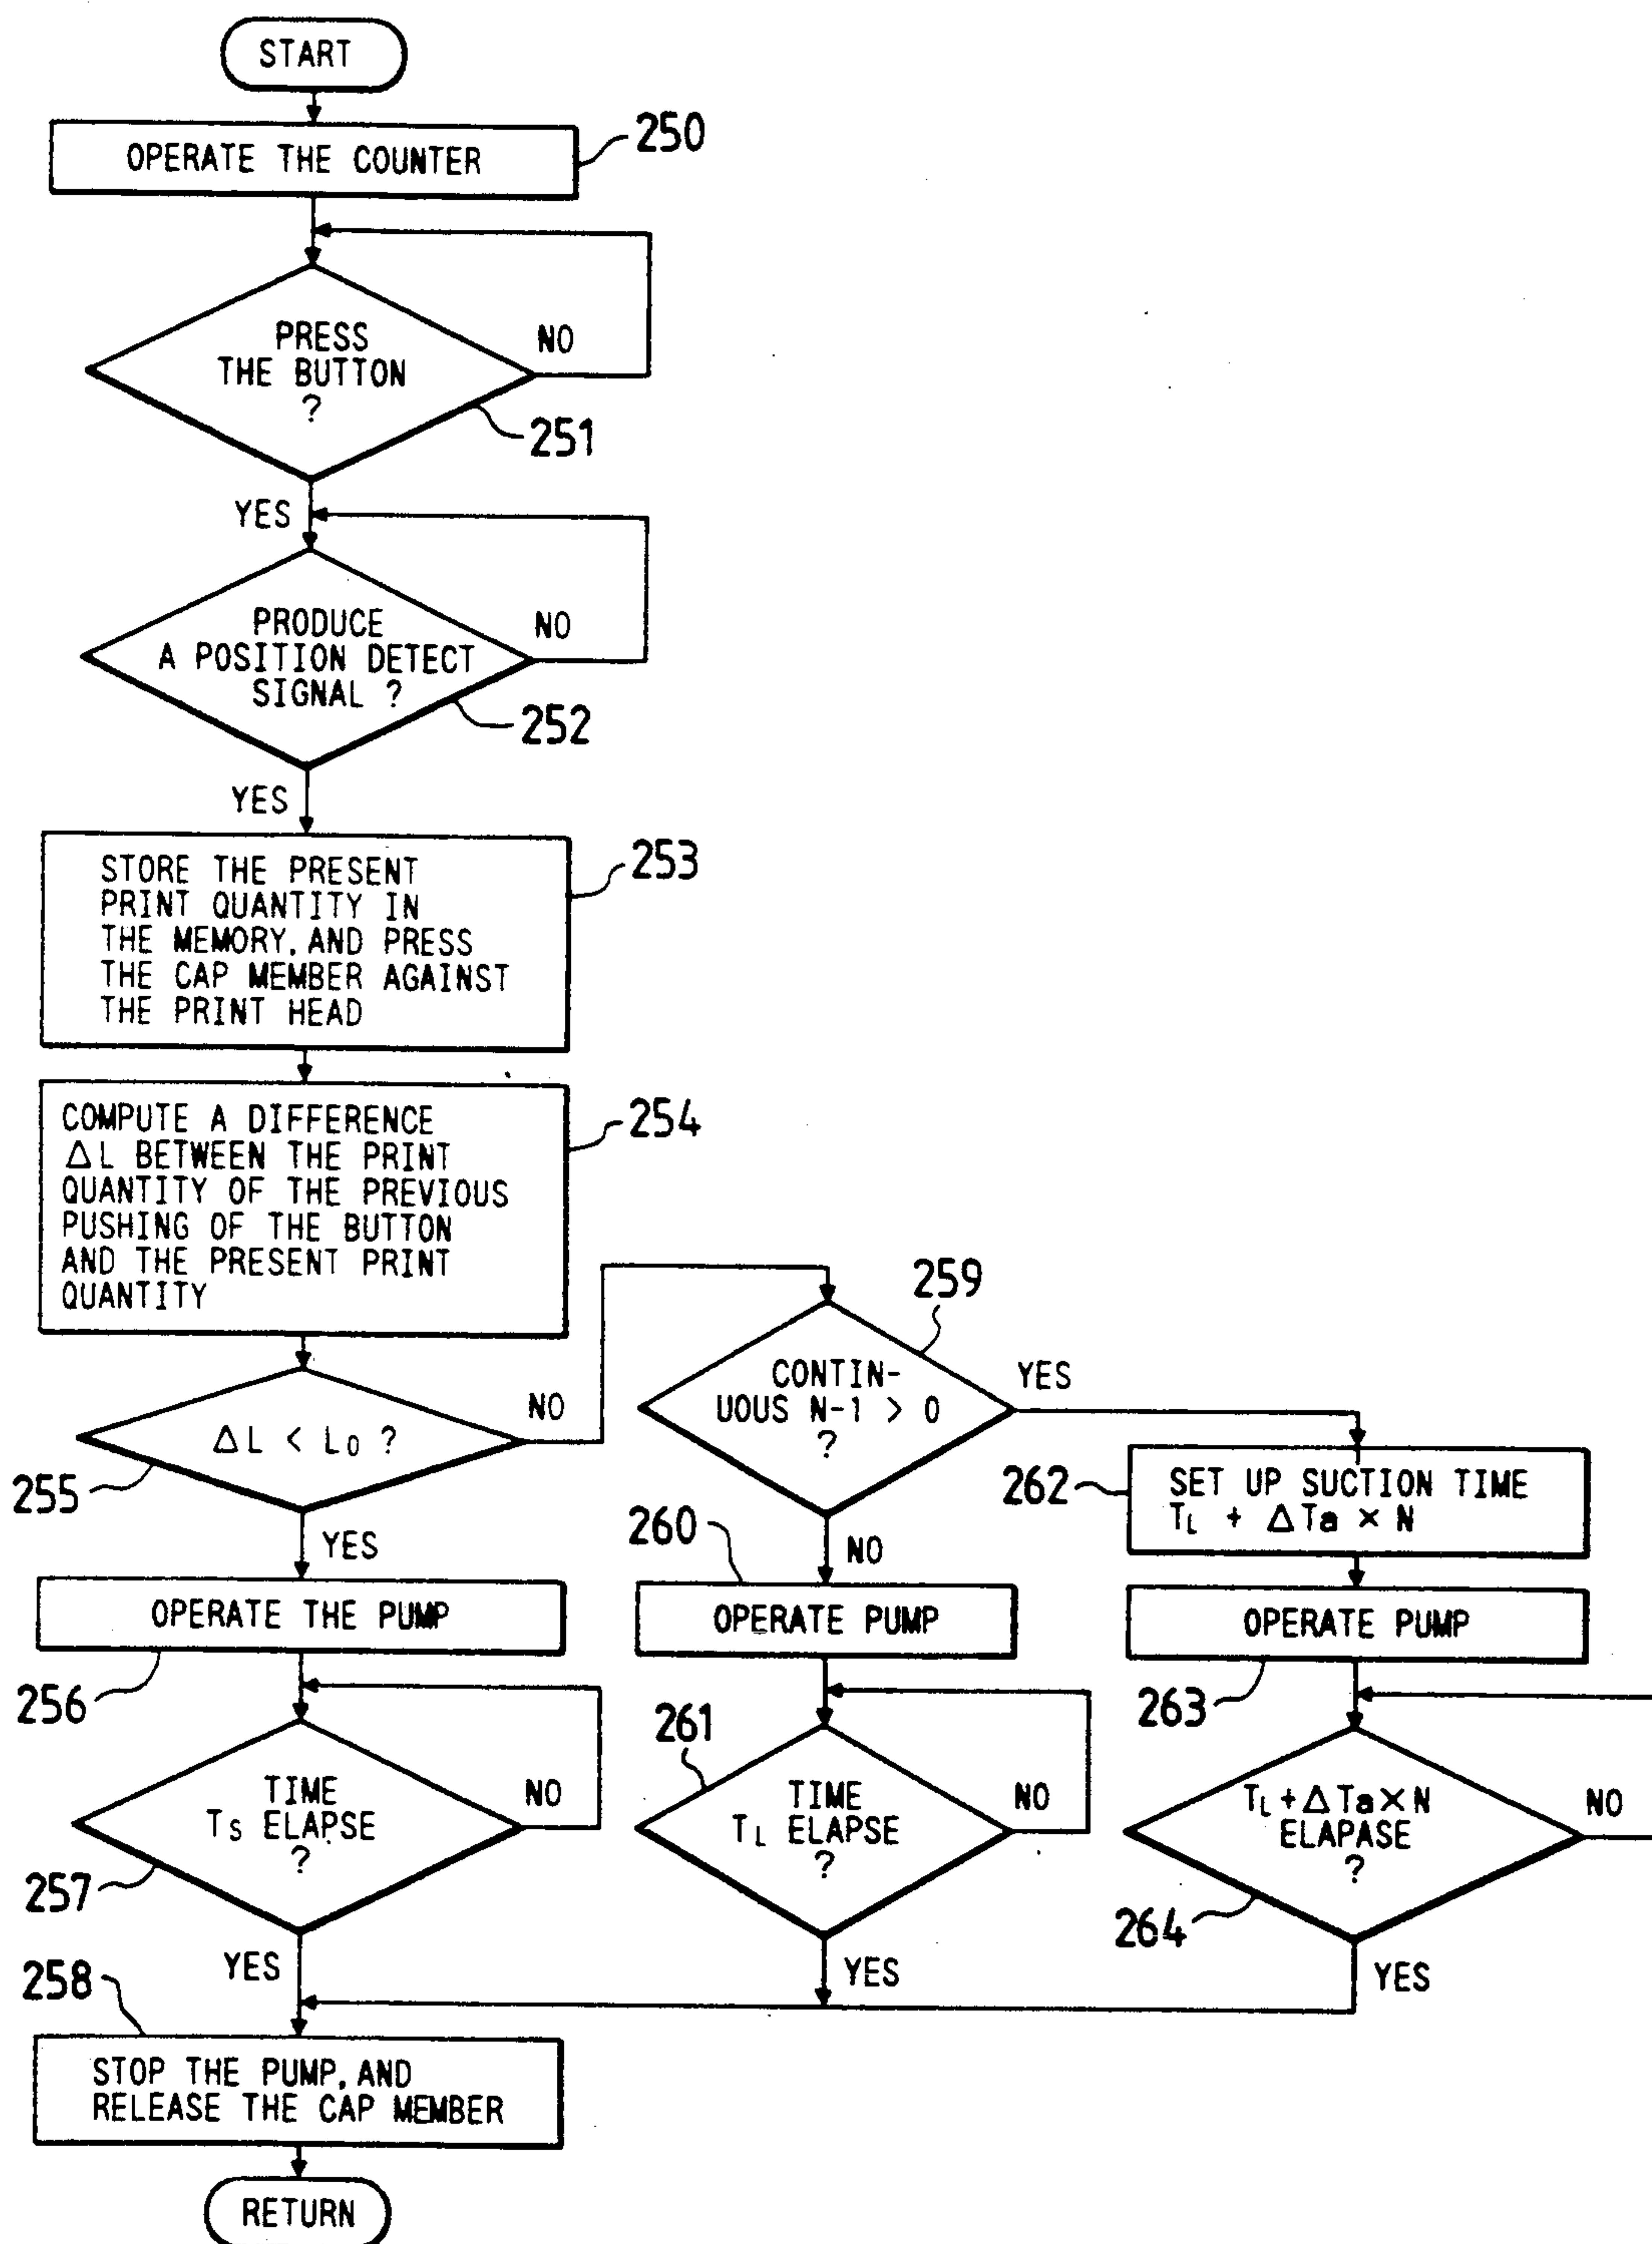 START
OPERATE THE COUNTER
250
PRESS
THE BUTTON
?
NO
251
YES
PRODUCE
A POSITION DETECT
SIGNAL ?
NO
252
YES
STORE THE PRESENT
PRINT QUANTITY IN
THE MEMORY, AND PRESS
THE CAP MEMBER AGAINST
THE PRINT HEAD
253
COMPUTE A DIFFERENCE
ΔL BETWEEN THE PRINT
QUANTITY OF THE PREVIOUS
PUSHING OF THE BUTTON
AND THE PRESENT PRINT
QUANTITY
254
ΔL < L0 ?
NO
255
YES
OPERATE THE PUMP
256
TIME
TS ELAPSE
?
NO
257
YES
259
CONTIN-
UOUS N-1 > 0
?
YES
NO
260
OPERATE PUMP
261
TIME
TL ELAPSE
?
NO
YES
262
SET UP SUCTION TIME
TL + ΔTa × N
OPERATE PUMP
263
TL + ΔTa × N
ELAPASE
?
NO
264
YES
258
STOP THE PUMP, AND
RELEASE THE CAP MEMBER
RETURN